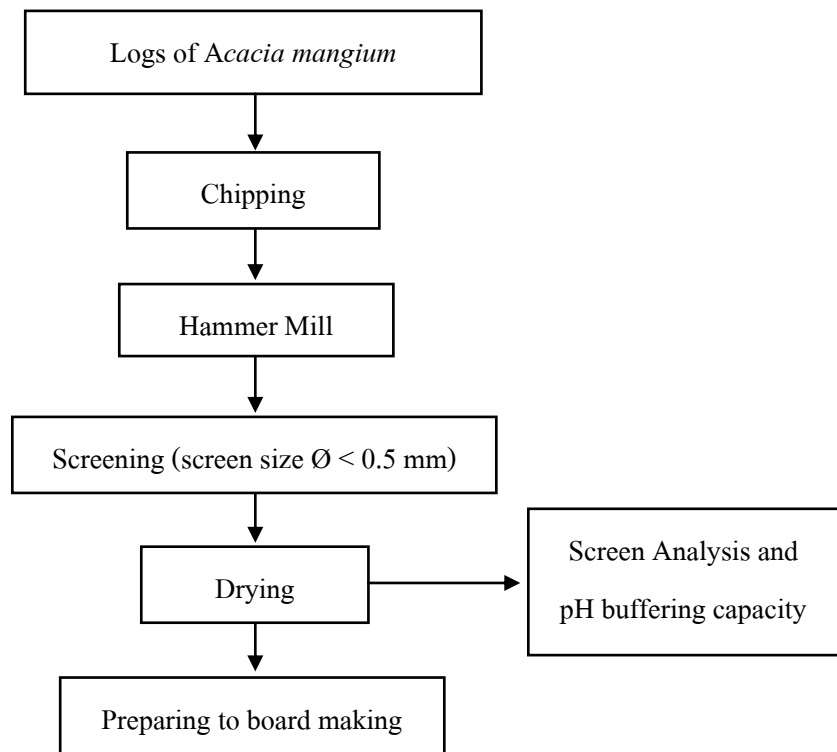 Logs of Acacia mangium
Chipping
Hammer Mill
Screening (screen size Ø < 0.5 mm)
Drying
Screen Analysis and
pH buffering capacity
Preparing to board making